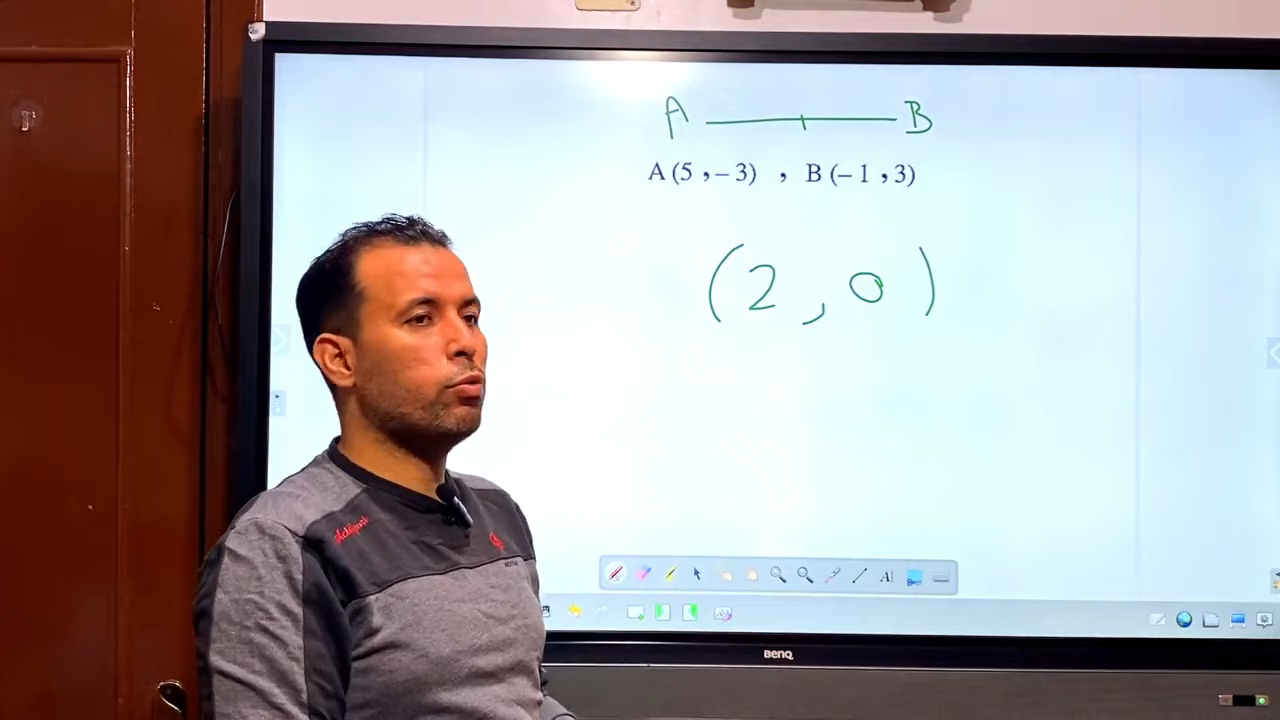 A B
A (5 , – 3) , B (– 1 , 3)
(2 , 0)
A
BenQ